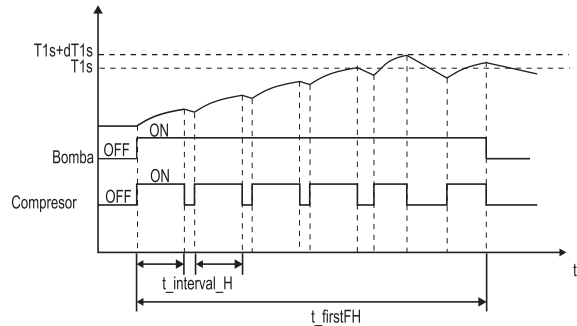 T1s+dT1s
T1s
ON
Bomba
OFF
ON
Compresor
OFF
t
t_interval_H
t_firstFH